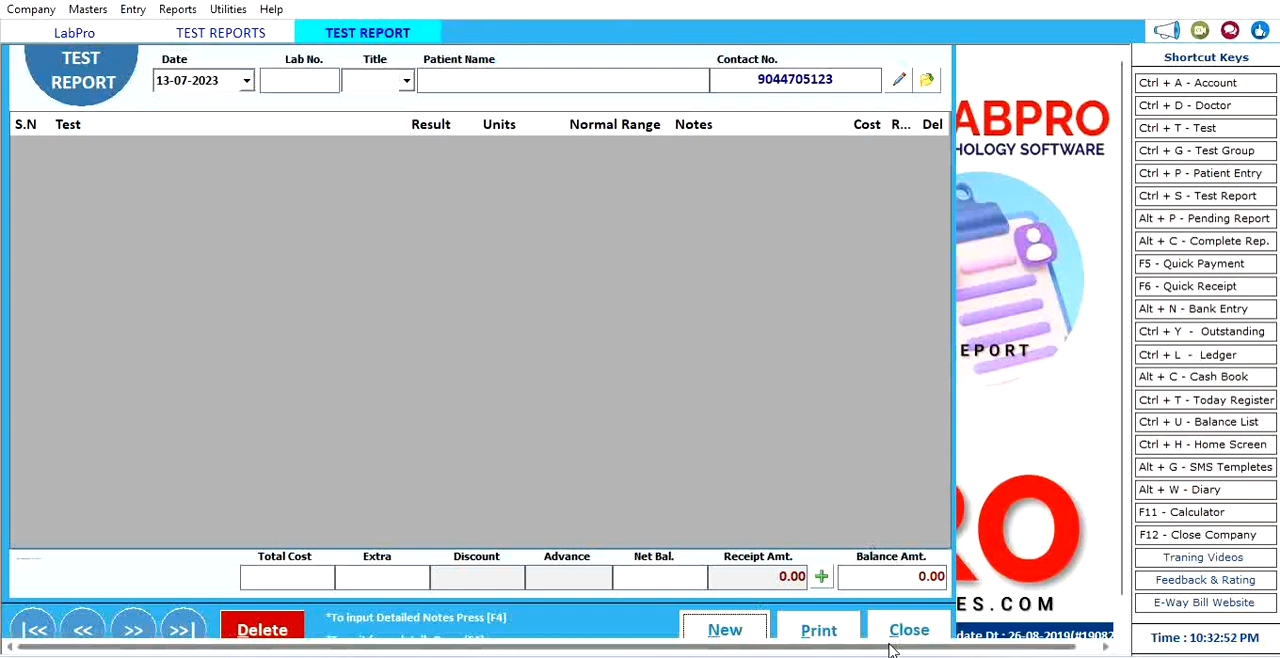 Company Masters Entry Reports Utilities Help
LabPro TEST REPORTS TEST REPORT
Shortcut Keys
TEST REPORT
Date Lab No. Title Patient Name Contact No.
13-07-2023 9044705123
S.N Test Result Units Normal Range Notes Cost R... Del
ABPRO
HOLOGY SOFTWARE
EPORT
RO
ES.COM
Ctrl + A - Account
Ctrl + D - Doctor
Ctrl + T - Test
Ctrl + G - Test Group
Ctrl + P - Patient Entry
Ctrl + S - Test Report
Alt + P - Pending Report
Alt + C - Complete Rep.
F5 - Quick Payment
F6 - Quick Receipt
Alt + N - Bank Entry
Ctrl + Y - Outstanding
Ctrl + L - Ledger
Alt + C - Cash Book
Ctrl + T - Today Register
Ctrl + U - Balance List
Ctrl + H - Home Screen
Alt + G - SMS Templetes
Alt + W - Diary
F11 - Calculator
F12 - Close Company
Traning Videos
Feedback & Rating
E-Way Bill Website
Total Cost Extra Discount Advance Net Bal. Receipt Amt. Balance Amt.
0.00 0.00
|<< << >> >>| Delete
*To input Detailed Notes Press [F4]
New Print Close
date Dt : 26-08-2019(#19082
Time : 10:32:52 PM